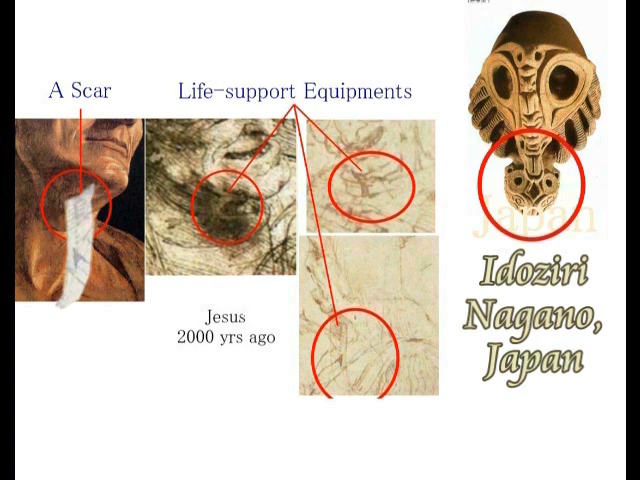 A Scar
Life-support Equipments
Jesus
2000 yrs ago
Japan
Idoziri
Nagano,
Japan